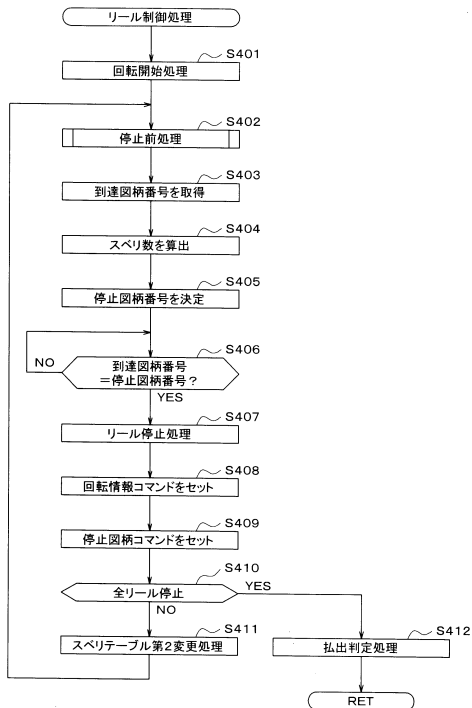 リール制御処理
S401
回転開始処理
S402
停止前処理
S403
到達図柄番号を取得
S404
スベリ数を算出
S405
停止図柄番号を決定
S406
到達図柄番号
=停止図柄番号?
NO
YES
S407
リール停止処理
S408
回転情報コマンドをセット
S409
停止図柄コマンドをセット
S410
全リール停止
YES
NO
S411
スベリテーブル第2変更処理
S412
払出判定処理
RET